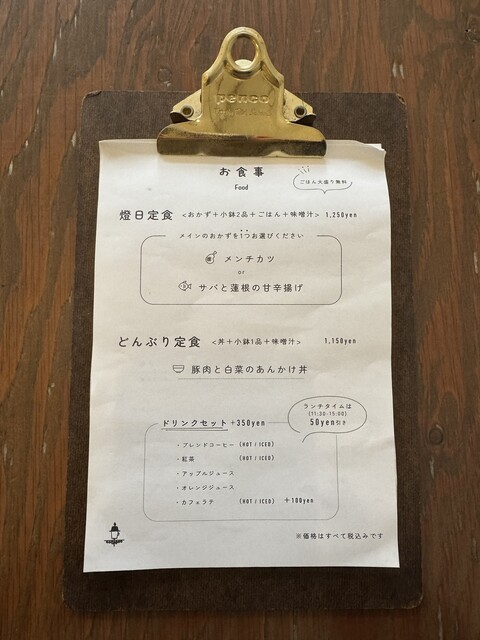 penco
お食事
Food
ごはん大盛り無料
燈日定食 <おかず＋小鉢2品＋ごはん＋味噌汁> 1,250yen
メインのおかずを1つお選びください
メンチカツ
or
サバと蓮根の甘辛揚げ
どんぶり定食 <丼＋小鉢1品＋味噌汁> 1,150yen
豚肉と白菜のあんかけ丼
ランチタイムは
(11:30-15:00)
50yen引き
ドリンクセット +350yen
・ブレンドコーヒー (HOT / ICED)
・紅茶 (HOT / ICED)
・アップルジュース
・オレンジジュース
・カフェラテ (HOT / ICED) +100yen
※価格はすべて税込みです